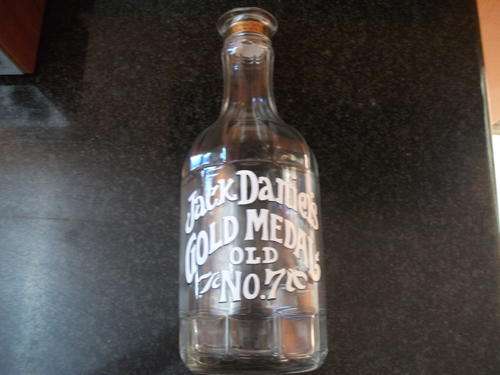 Jack Daniel's
GOLD MEDAL
OLD
NO.7